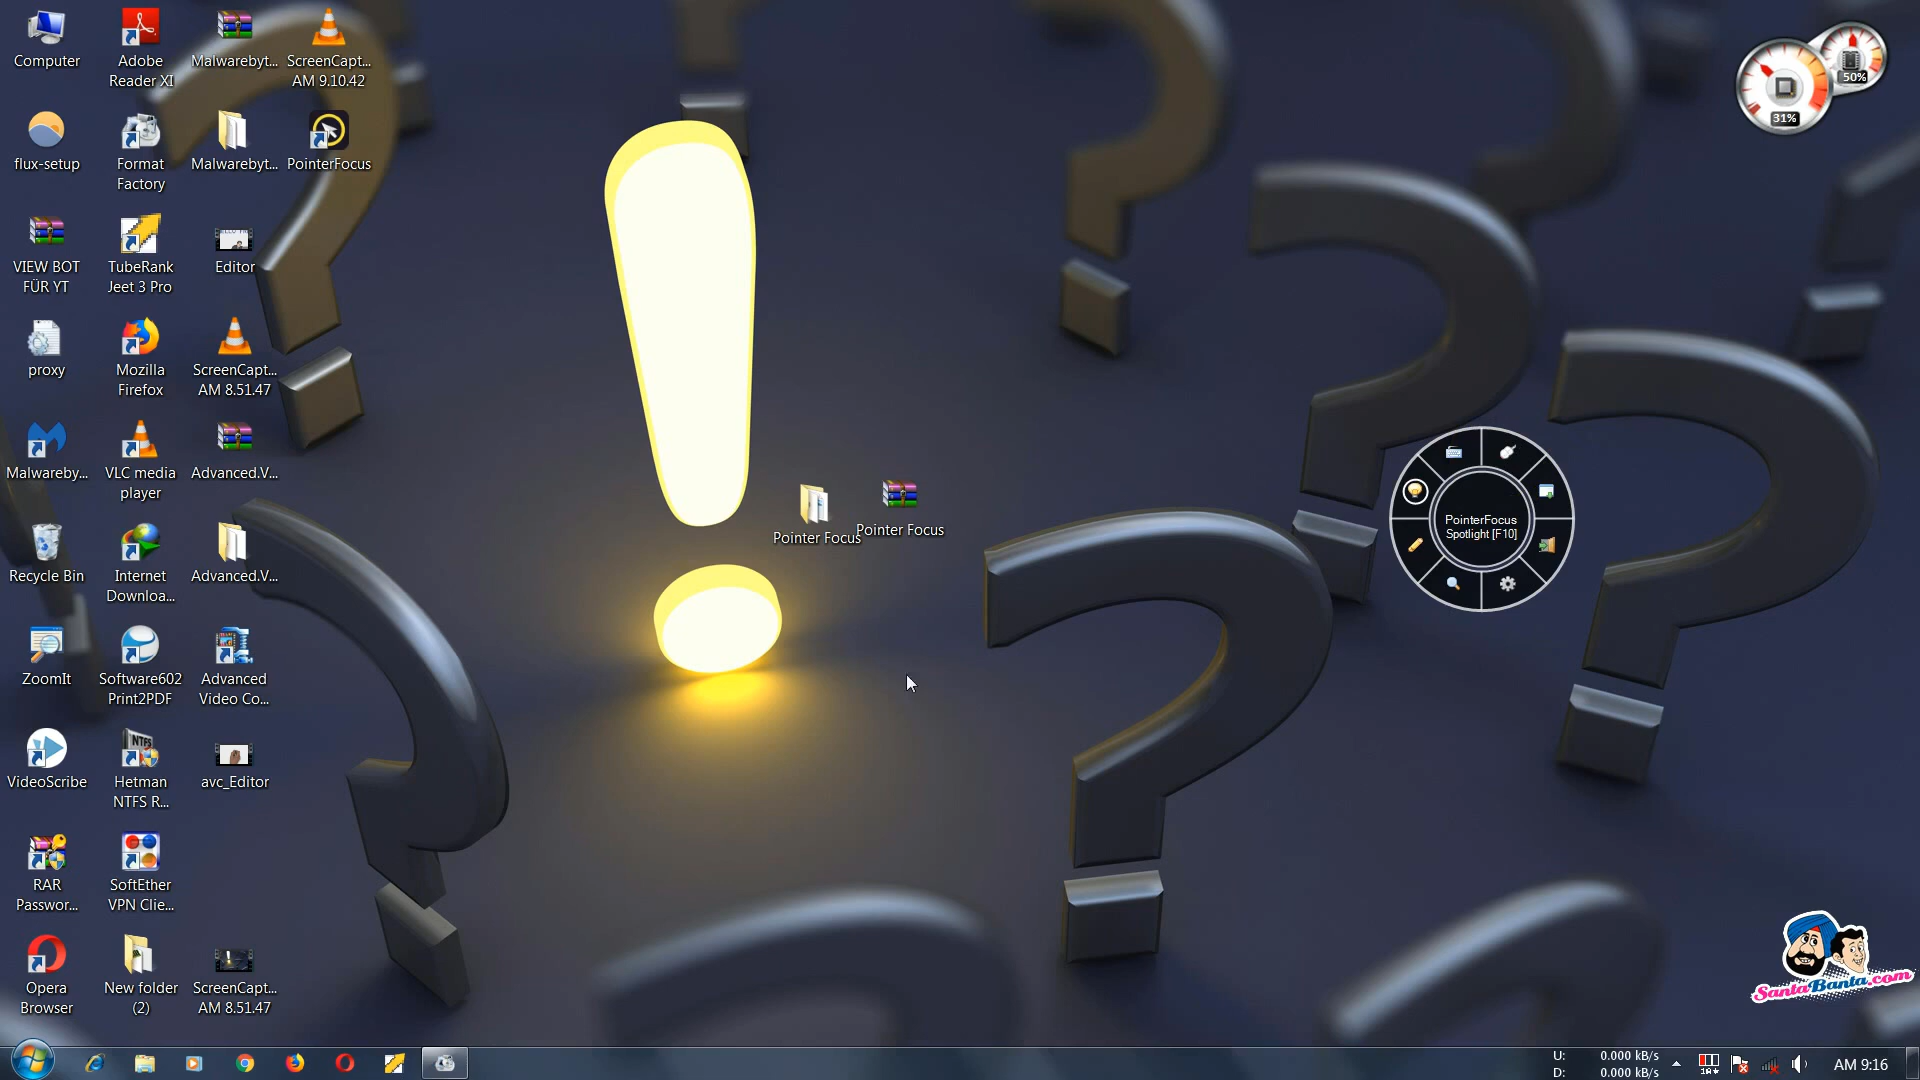 Computer
Adobe
Reader XI
Malwarebyt...
ScreenCapt...
AM 9.10.42
flux-setup
Format
Factory
Malwarebyt...
PointerFocus
VIEW BOT
FÜR YT
TubeRank
Jeet 3 Pro
Editor
proxy
Mozilla
Firefox
ScreenCapt...
AM 8.51.47
Malwareby...
VLC media
player
Advanced.V...
Recycle Bin
Internet
Downloa...
Advanced.V...
ZoomIt
Software602
Print2PDF
Advanced
Video Co...
VideoScribe
NTFS
Hetman
NTFS R...
avc_Editor
RAR
Passwor...
SoftEther
VPN Clie...
Opera
Browser
New folder
(2)
ScreenCapt...
AM 8.51.47
Pointer Focus
Pointer Focus
PointerFocus
Spotlight [F10]
50%
31%
SantaBanta.com
U: 0.000 kB/s
D: 0.000 kB/s
AM 9:16